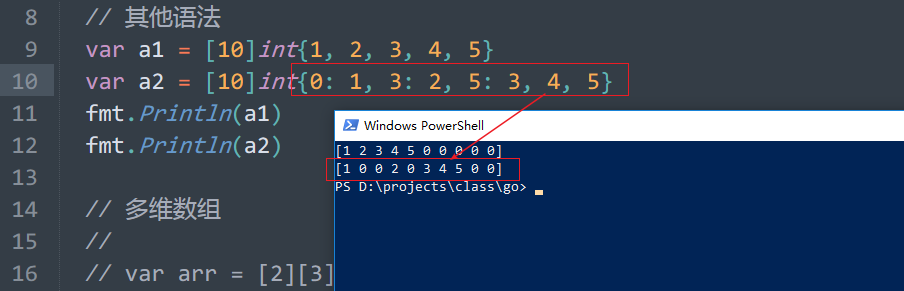 8 // 其他语法
9 var a1 = [10]int{1, 2, 3, 4, 5}
10 var a2 = [10]int{0: 1, 3: 2, 5: 3, 4, 5}
11 fmt.Println(a1)
12 fmt.Println(a2)
Windows PowerShell
[1 2 3 4 5 0 0 0 0 0]
[1 0 0 2 0 3 4 5 0 0]
PS D:\projects\class\go>
13
14 // 多维数组
15 //
16 // var arr = [2][3]